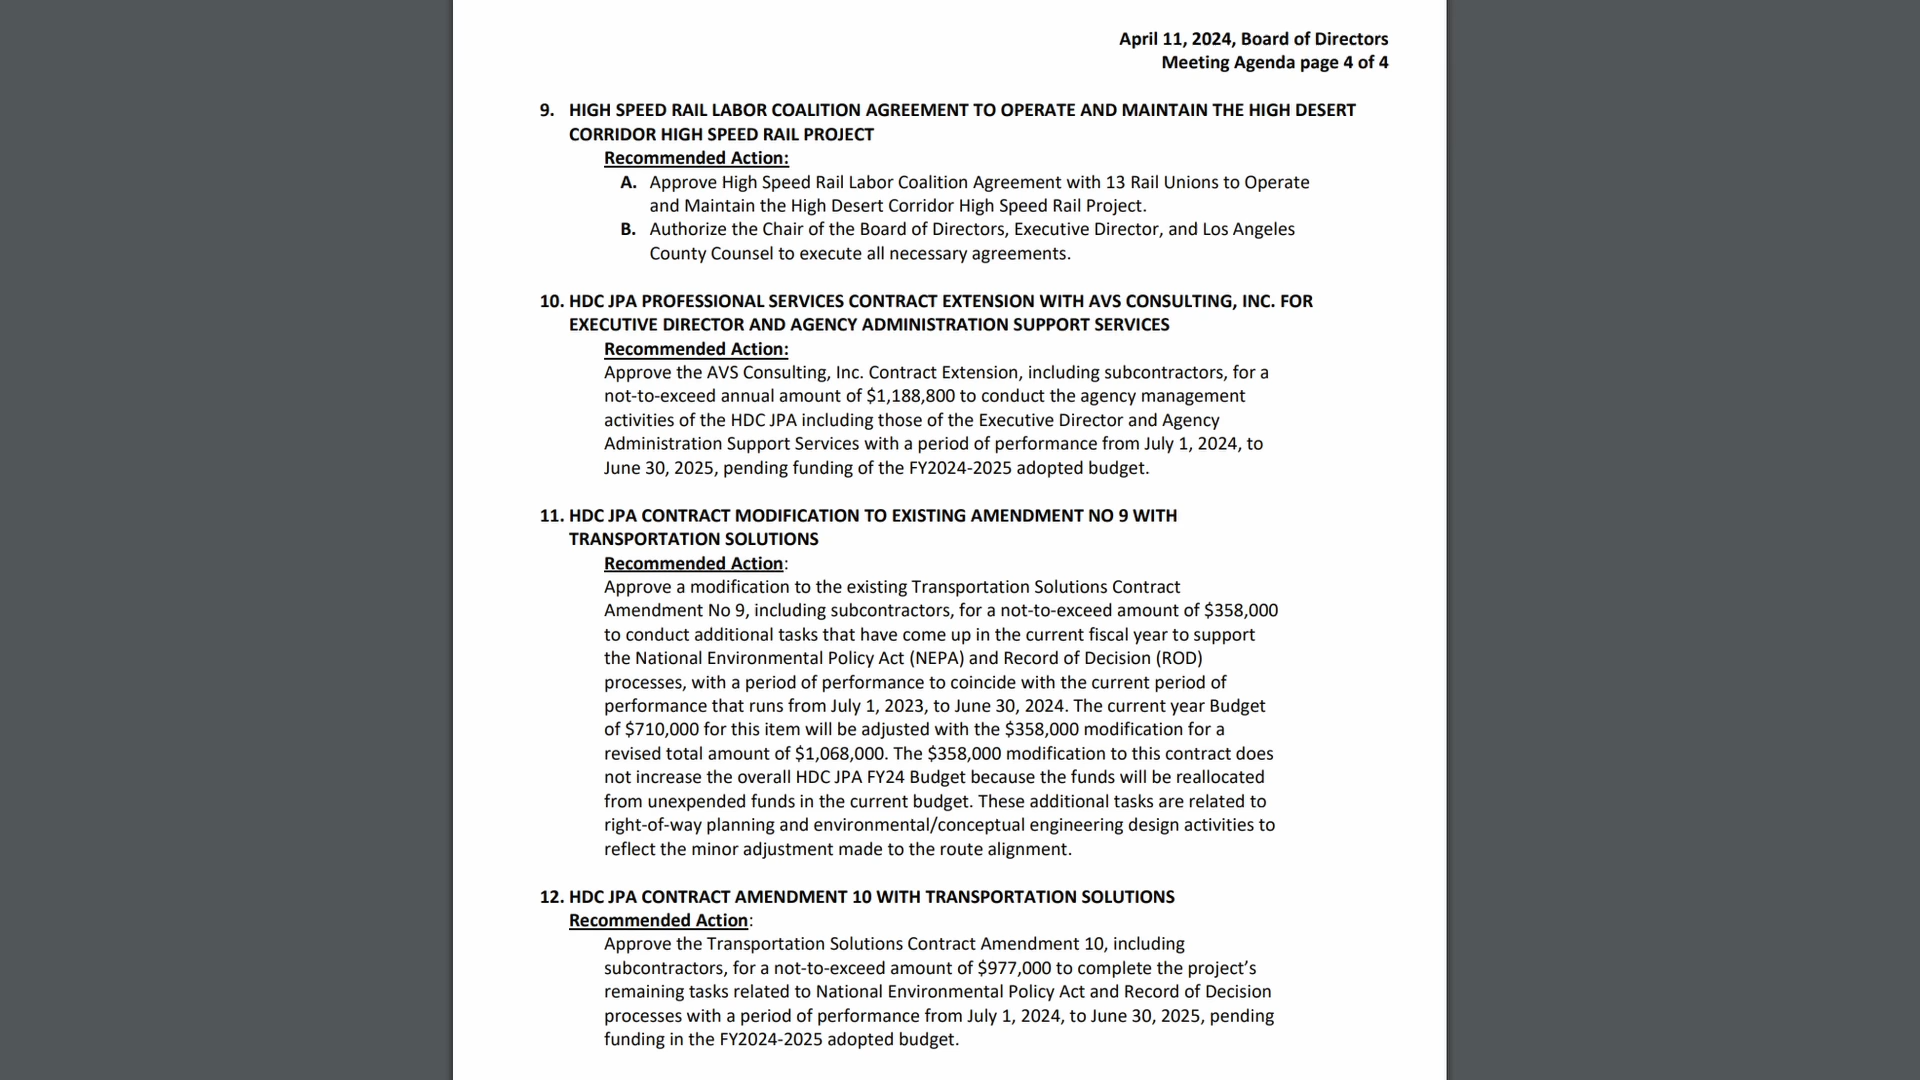 April 11, 2024, Board of Directors
Meeting Agenda page 4 of 4
9. HIGH SPEED RAIL LABOR COALITION AGREEMENT TO OPERATE AND MAINTAIN THE HIGH DESERT
CORRIDOR HIGH SPEED RAIL PROJECT
Recommended Action:
A. Approve High Speed Rail Labor Coalition Agreement with 13 Rail Unions to Operate
and Maintain the High Desert Corridor High Speed Rail Project.
B. Authorize the Chair of the Board of Directors, Executive Director, and Los Angeles
County Counsel to execute all necessary agreements.
10. HDC JPA PROFESSIONAL SERVICES CONTRACT EXTENSION WITH AVS CONSULTING, INC. FOR
EXECUTIVE DIRECTOR AND AGENCY ADMINISTRATION SUPPORT SERVICES
Recommended Action:
Approve the AVS Consulting, Inc. Contract Extension, including subcontractors, for a
not-to-exceed annual amount of $1,188,800 to conduct the agency management
activities of the HDC JPA including those of the Executive Director and Agency
Administration Support Services with a period of performance from July 1, 2024, to
June 30, 2025, pending funding of the FY2024-2025 adopted budget.
11. HDC JPA CONTRACT MODIFICATION TO EXISTING AMENDMENT NO 9 WITH
TRANSPORTATION SOLUTIONS
Recommended Action:
Approve a modification to the existing Transportation Solutions Contract
Amendment No 9, including subcontractors, for a not-to-exceed amount of $358,000
to conduct additional tasks that have come up in the current fiscal year to support
the National Environmental Policy Act (NEPA) and Record of Decision (ROD)
processes, with a period of performance to coincide with the current period of
performance that runs from July 1, 2023, to June 30, 2024. The current year Budget
of $710,000 for this item will be adjusted with the $358,000 modification for a
revised total amount of $1,068,000. The $358,000 modification to this contract does
not increase the overall HDC JPA FY24 Budget because the funds will be reallocated
from unexpended funds in the current budget. These additional tasks are related to
right-of-way planning and environmental/conceptual engineering design activities to
reflect the minor adjustment made to the route alignment.
12. HDC JPA CONTRACT AMENDMENT 10 WITH TRANSPORTATION SOLUTIONS
Recommended Action:
Approve the Transportation Solutions Contract Amendment 10, including
subcontractors, for a not-to-exceed amount of $977,000 to complete the project’s
remaining tasks related to National Environmental Policy Act and Record of Decision
processes with a period of performance from July 1, 2024, to June 30, 2025, pending
funding in the FY2024-2025 adopted budget.